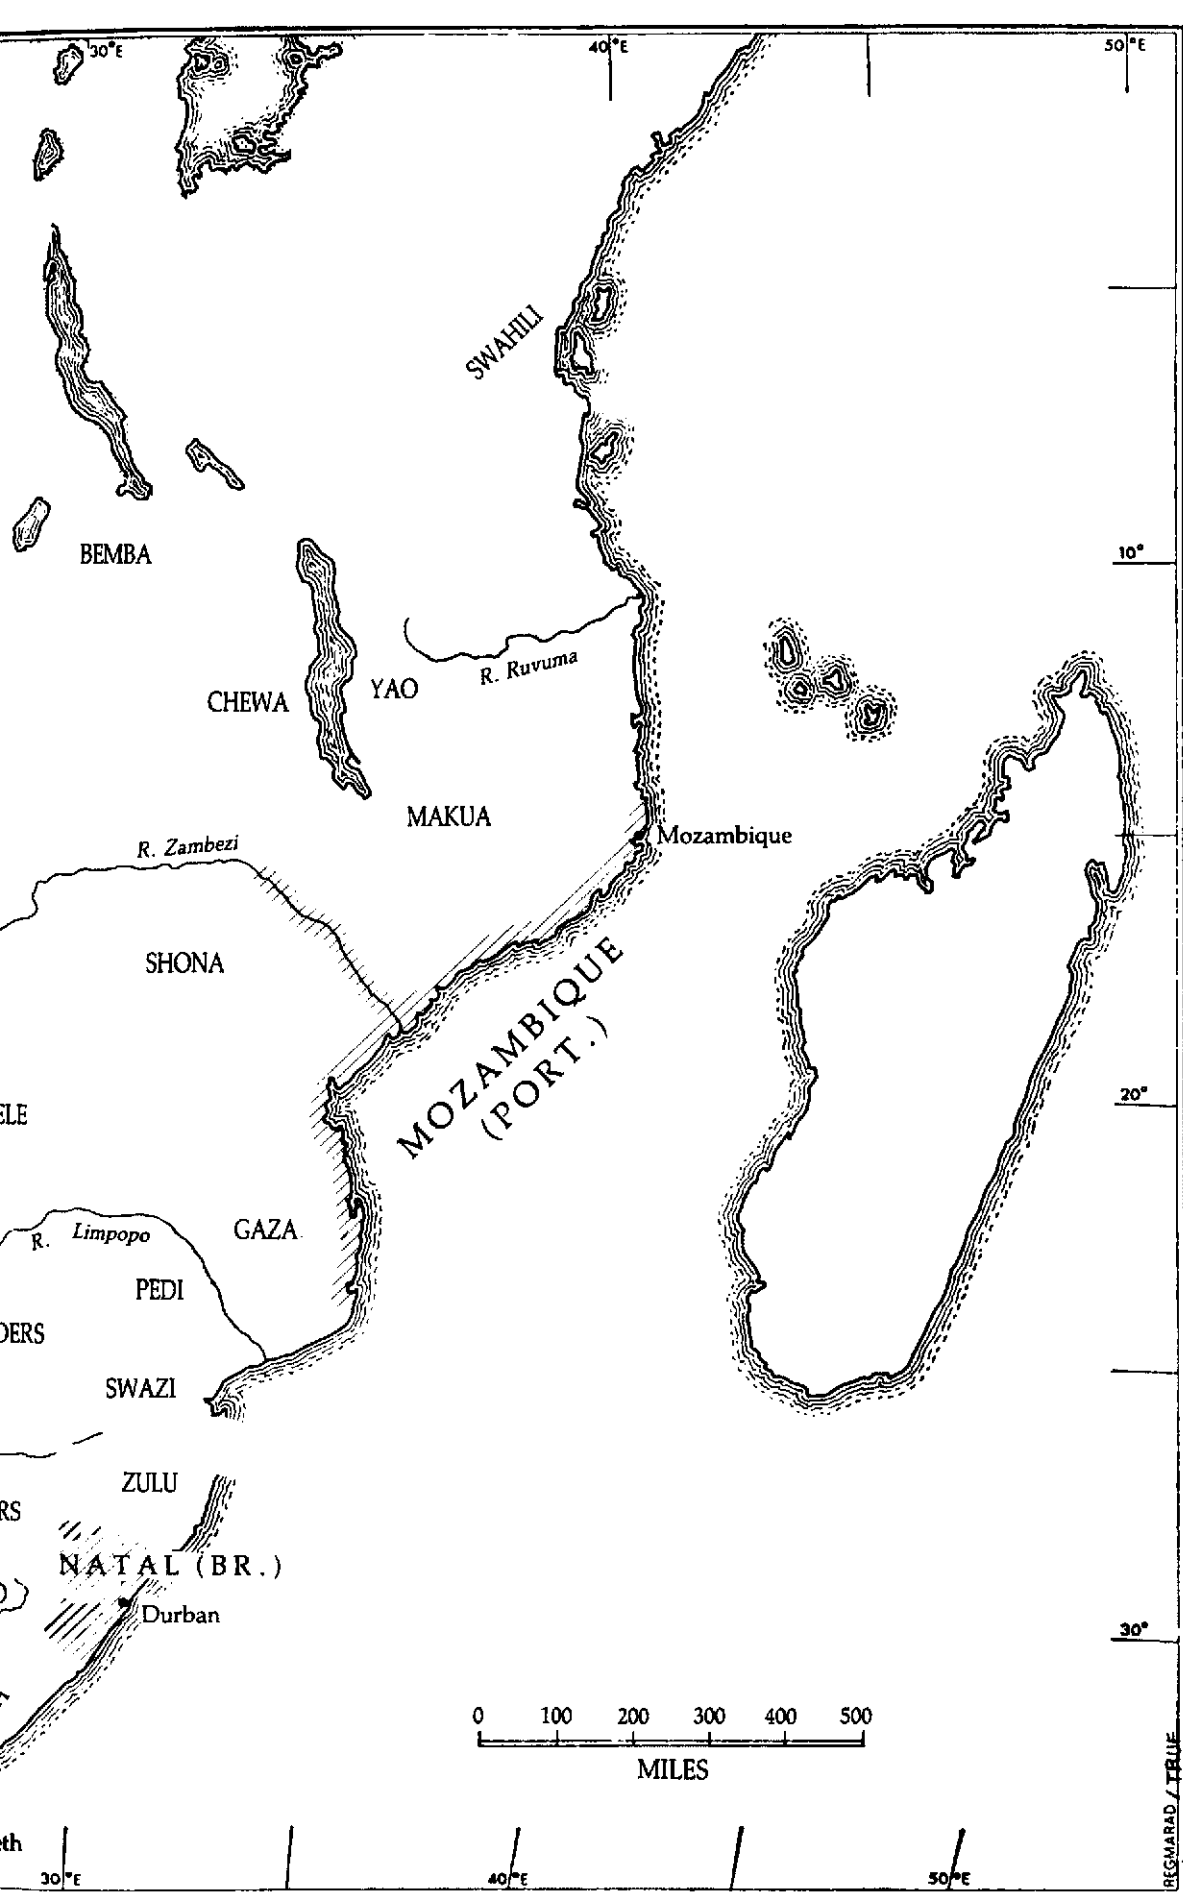 30°E 40°E 50°E
SWAHILI
10°
BEMBA
R. Ruvuma
CHEWA
YAO
MAKUA
Mozambique
R. Zambezi
SHONA
MOZAMBIQUE
(PORT.)
20°
ELE
GAZA
R. Limpopo
PEDI
DERS
SWAZI
ZULU
RS
NATAL (BR.)
Durban
30°
0 100 200 300 400 500
MILES
REGMARAD / TRUE
eth
30°E 40°E 50°E